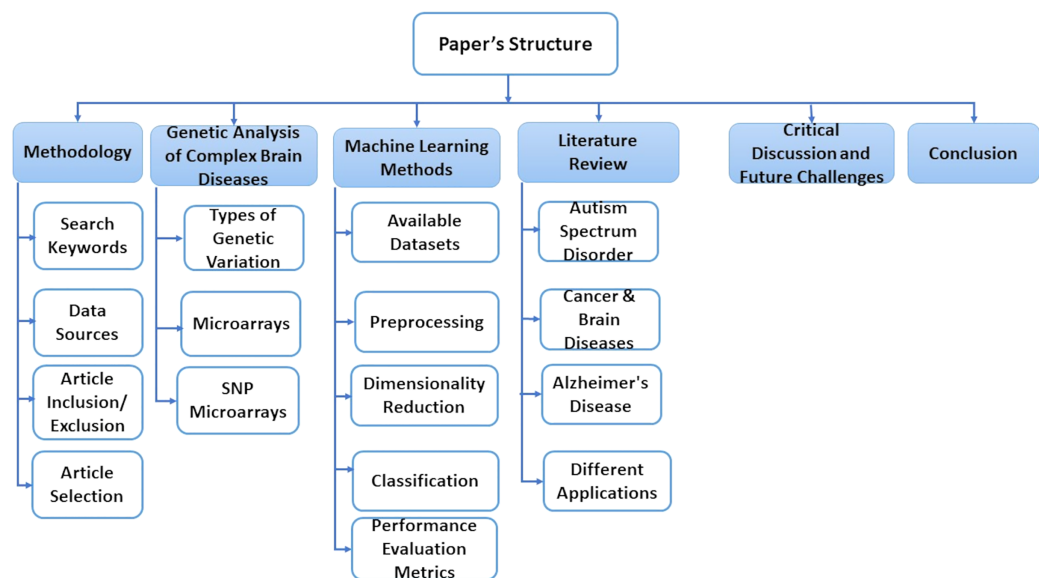 Paper’s Structure
Methodology
Search
Keywords
Data
Sources
Article
Inclusion/
Exclusion
Article
Selection
Genetic Analysis
of Complex Brain
Diseases
Types of
Genetic
Variation
Microarrays
SNP
Microarrays
Machine Learning
Methods
Available
Datasets
Preprocessing
Dimensionality
Reduction
Classification
Performance
Evaluation
Metrics
Literature
Review
Autism
Spectrum
Disorder
Cancer &
Brain
Diseases
Alzheimer's
Disease
Different
Applications
Critical
Discussion and
Future Challenges
Conclusion